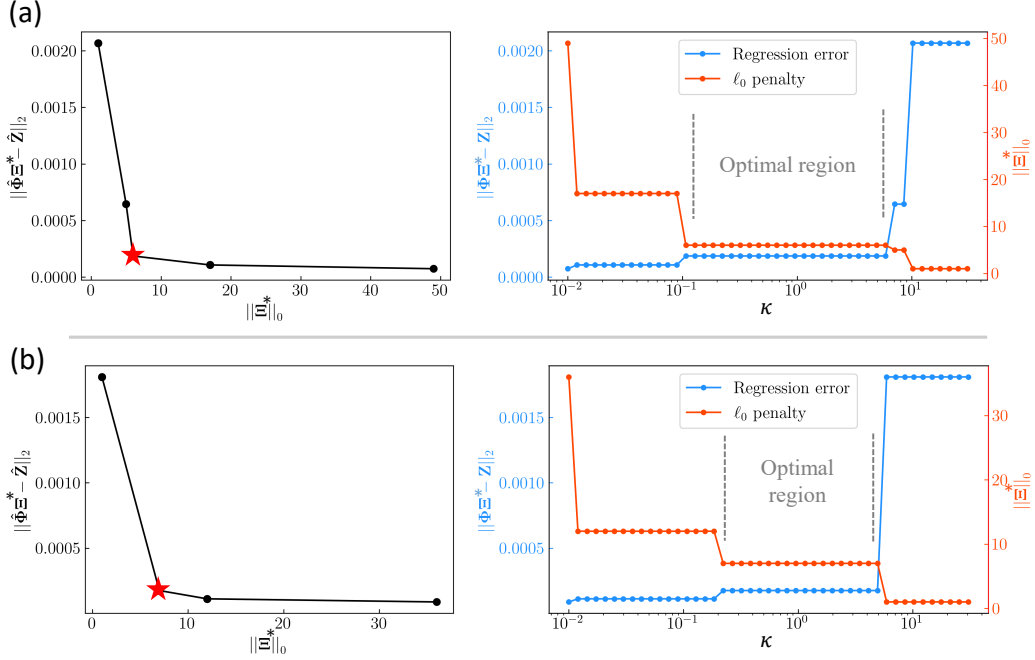 (a)
0.0020
0.0015
0.0010
0.0005
0.0000
||Φ̂Ξ* − Ẑ||₂
0 10 20 30 40 50
||Ξ*||₀
0.0020
0.0015
0.0010
0.0005
0.0000
||Φ̂Ξ* − Ẑ||₂
Regression error
ℓ₀ penalty
Optimal region
50
40
30
20
10
0
||Ξ*||₀
10⁻² 10⁻¹ 10⁰ 10¹
κ
(b)
0.0015
0.0010
0.0005
||Φ̂Ξ* − Ẑ||₂
0 10 20 30
||Ξ*||₀
0.0015
0.0010
0.0005
||Φ̂Ξ* − Ẑ||₂
Regression error
ℓ₀ penalty
Optimal
region
30
20
10
0
||Ξ*||₀
10⁻² 10⁻¹ 10⁰ 10¹
κ